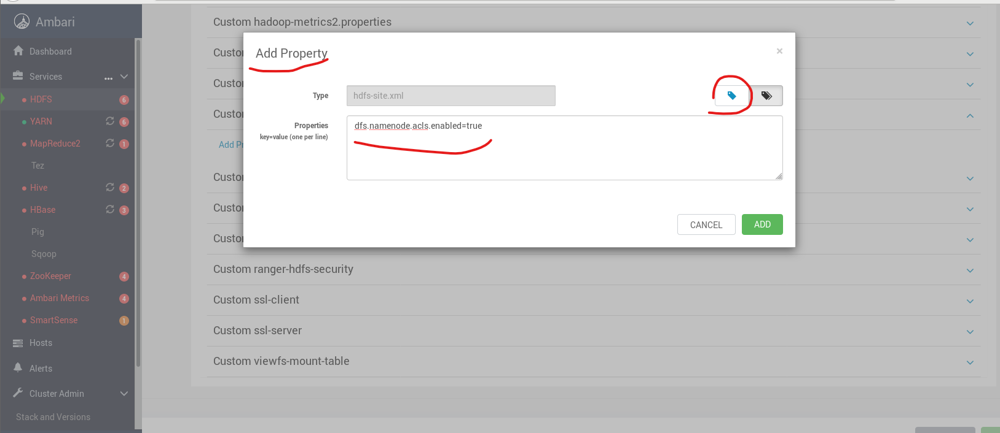 Ambari
Dashboard
Services ...
HDFS 6
YARN 6
MapReduce2 1
Tez
Hive 2
HBase 3
Pig
Sqoop
ZooKeeper 4
Ambari Metrics 4
SmartSense 1
Hosts
Alerts
Cluster Admin
Stack and Versions
Custom hadoop-metrics2.properties
Custo
Custo
Custo
Add Pr
Custo
Custo
Custo
Custom ranger-hdfs-security
Custom ssl-client
Custom ssl-server
Custom viewfs-mount-table
Add Property ×
Type hdfs-site.xml
Properties dfs.namenode.acls.enabled=true
key=value (one per line)
CANCEL ADD